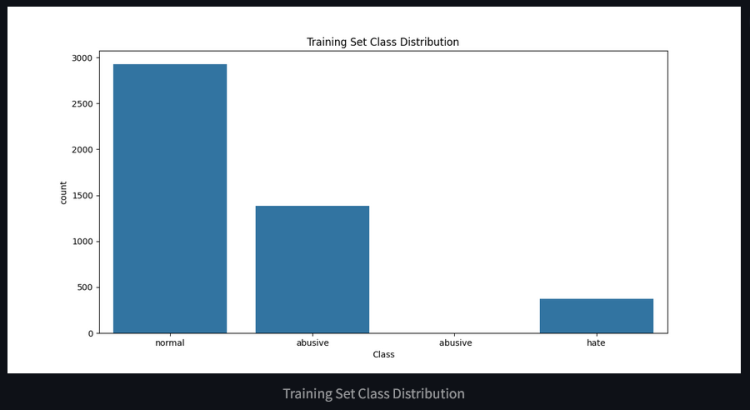 Training Set Class Distribution
3000
2500
2000
1500
1000
500
0
count
normal abusive abusive hate
Class
Training Set Class Distribution